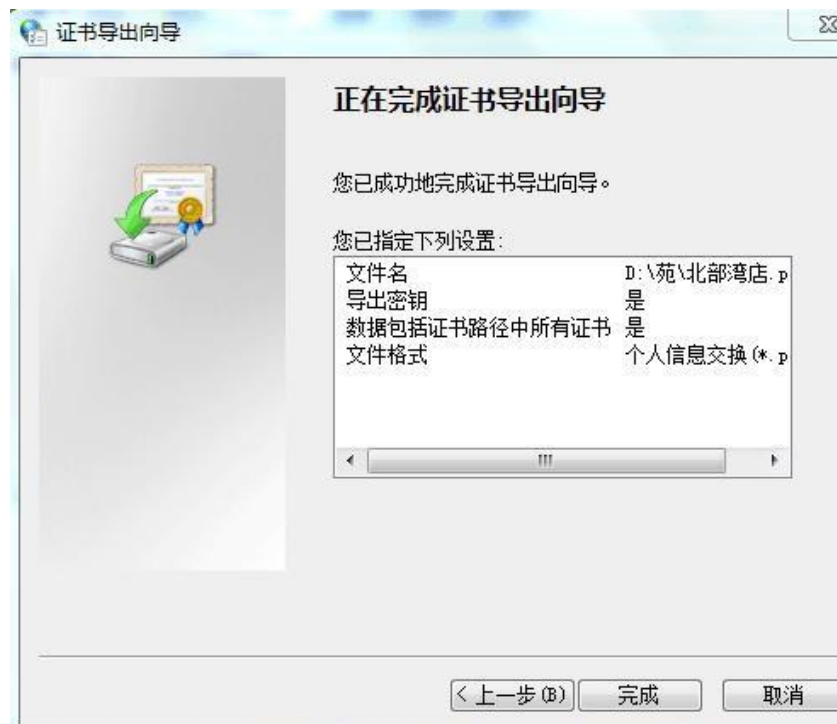 证书导出向导
正在完成证书导出向导
您已成功地完成证书导出向导。
您已指定下列设置:
文件名 D:\苑\北部湾店.p
导出密钥 是
数据包括证书路径中所有证书 是
文件格式 个人信息交换(*.p
<上一步(B) 完成 取消